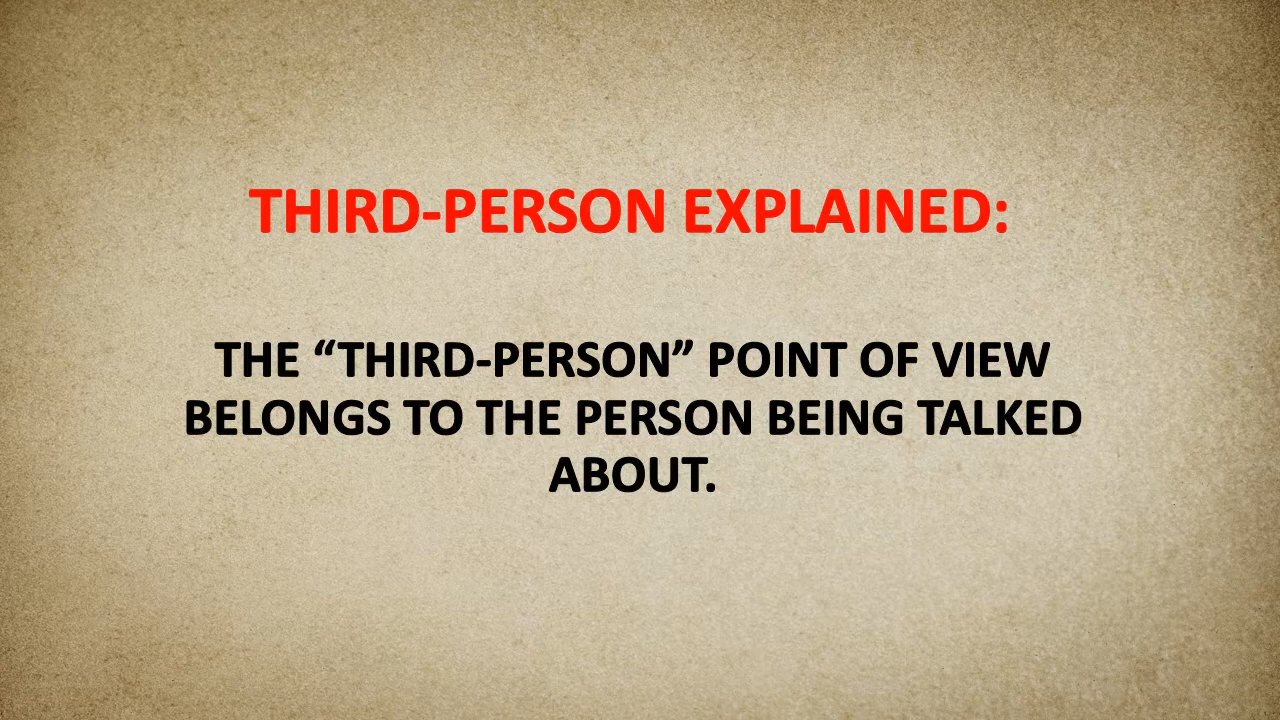 THIRD-PERSON EXPLAINED:
THE “THIRD-PERSON” POINT OF VIEW
BELONGS TO THE PERSON BEING TALKED
ABOUT.